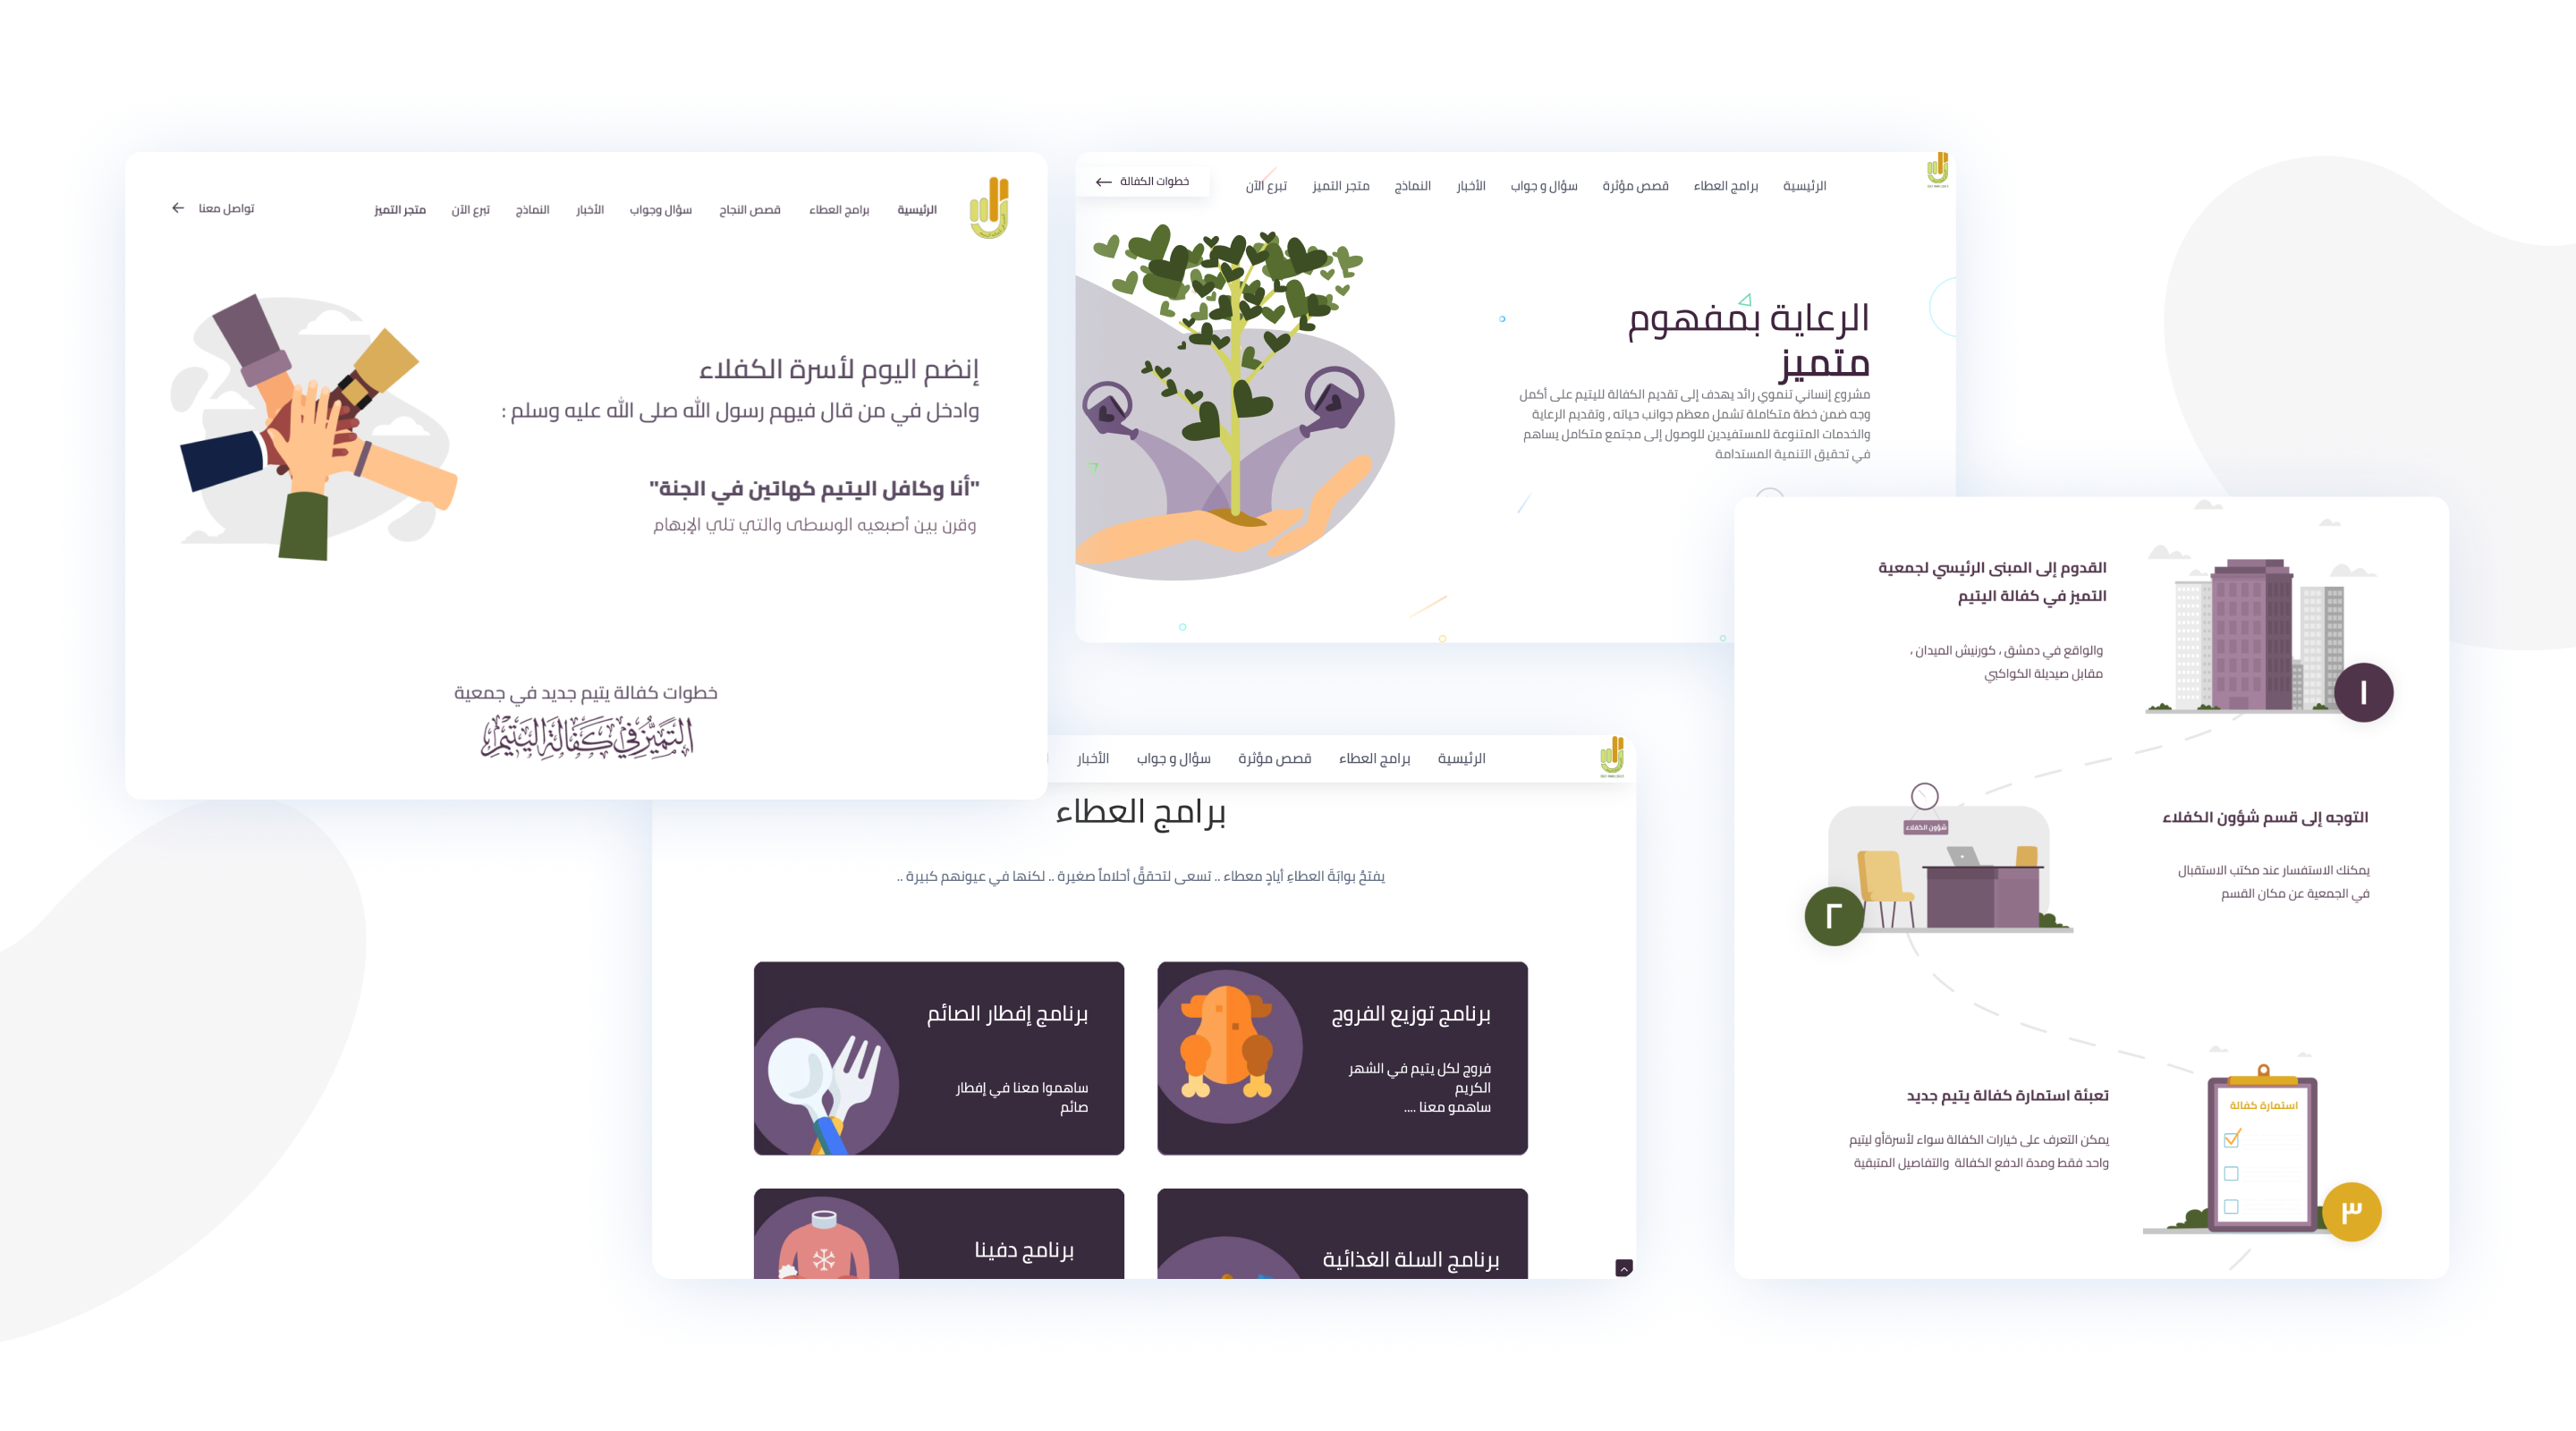 الرئيسية برامج العطاء قصص النجاح سؤال وجواب الأخبار النماذج تبرع الآن متجر التميز
تواصل معنا
إنضم اليوم لأسرة الكفلاء
وادخل في من قال فيهم رسول الله صلى الله عليه وسلم :
"أنا وكافل اليتيم كهاتين في الجنة"
وقرن بين أصبعيه الوسطى والتي تلي الإبهام
خطوات كفالة يتيم جديد في جمعية
التميز في كفالة اليتيم
الرئيسية برامج العطاء قصص مؤثرة سؤال و جواب الأخبار النماذج متجر التميز تبرع الآن
خطوات الكفالة
الرعاية بمفهوم
متميز
مشروع إنساني تنموي رائد يهدف إلى تقديم الكفالة لليتيم على أكمل
وجه ضمن خطة متكاملة تشمل معظم جوانب حياته , وتقديم الرعاية
والخدمات المتنوعة للمستفيدين للوصول إلى مجتمع متكامل يساهم
في تحقيق التنمية المستدامة
القدوم إلى المبنى الرئيسي لجمعية
التميز في كفالة اليتيم
والواقع في دمشق ، كورنيش الميدان ،
مقابل صيديلة الكواكبي
١
التوجه إلى قسم شؤون الكفلاء
يمكنك الاستفسار عند مكتب الاستقبال
في الجمعية عن مكان القسم
شؤون الكفلاء
٢
تعبئة استمارة كفالة يتيم جديد
يمكن التعرف على خيارات الكفالة سواء لأسرةأو ليتيم
واحد فقط ومدة الدفع الكفالة والتفاصيل المتبقية
استمارة كفالة
٣
الرئيسية برامج العطاء قصص مؤثرة سؤال و جواب الأخبار
برامج العطاء
يفتحُ بوابَةَ العطاءِ أيادٍ معطاء .. تسعى لتحققَّ أحلاماً صغيرة .. لكنها في عيونهم كبيرة ..
برنامج توزيع الفروج
فروج لكل يتيم في الشهر
الكريم
ساهمو معنا ....
برنامج إفطار الصائم
ساهموا معنا في إفطار
صائم
برنامج السلة الغذائية
برنامج دفينا